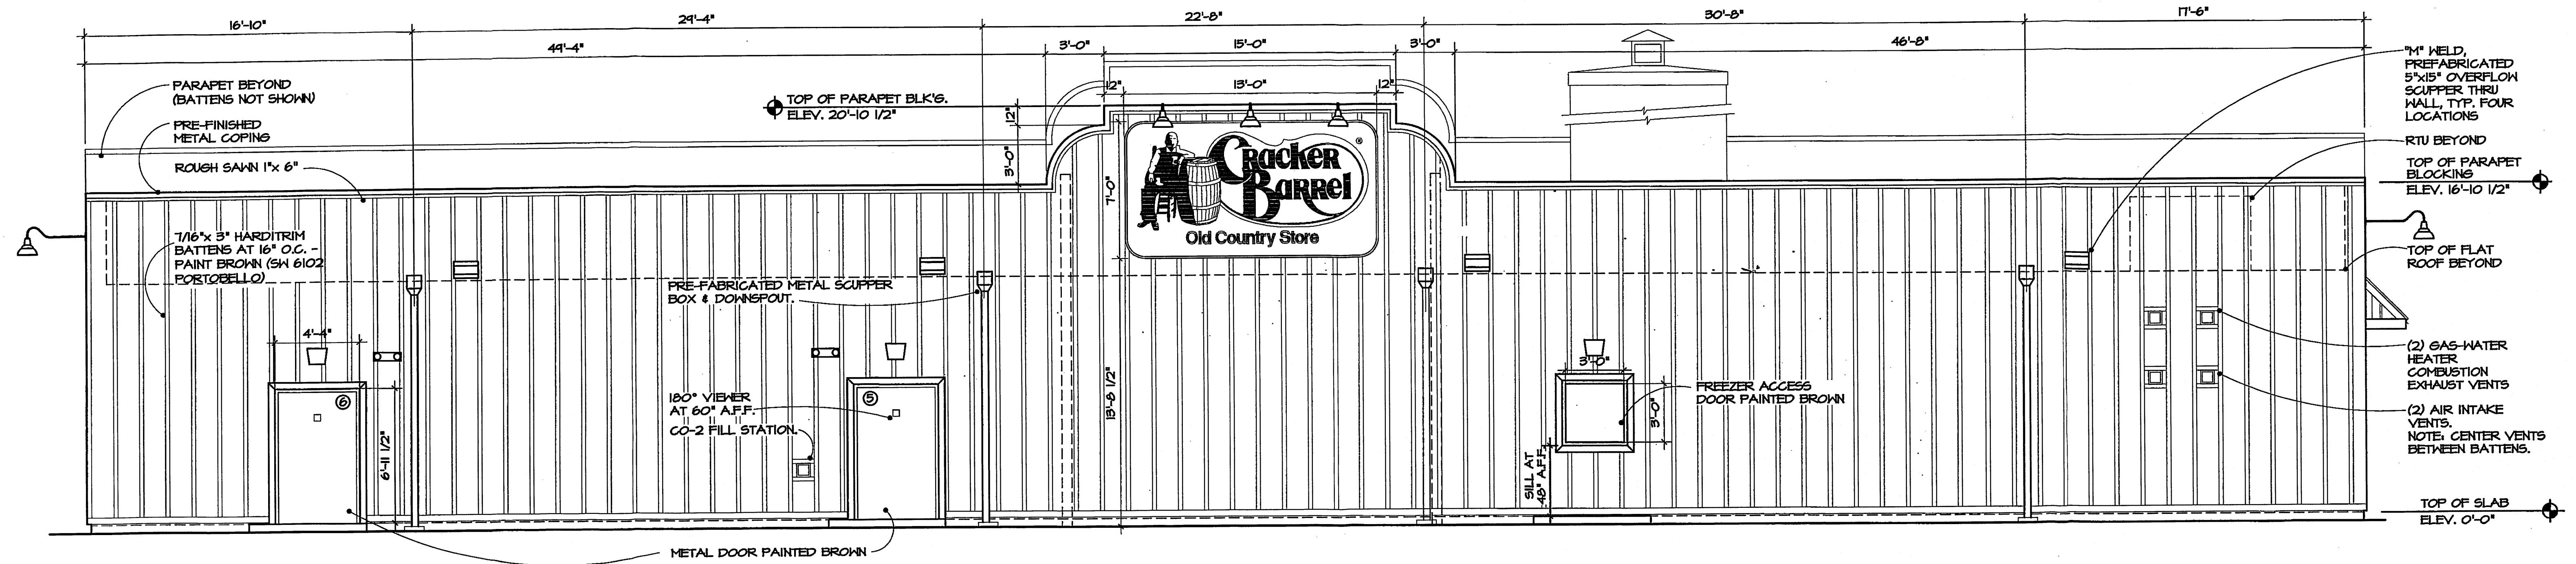 16'-10"
29'-4"
22'-8"
30'-8"
17'-6"
49'-4"
3'-0"
15'-0"
3'-0"
46'-8"
12"
13'-0"
12"
PARAPET BEYOND
(BATTENS NOT SHOWN)
PRE-FINISHED
METAL COPING
ROUGH SAWN 1"x 6"
7/16"x 3" HARDITRIM
BATTENS AT 16" O.C. -
PAINT BROWN (SW 6102
PORTOBELLO)
4'-4"
6
6'-11 1/2"
TOP OF PARAPET BLK'G.
ELEV. 20'-10 1/2"
12"
3'-0"
PRE-FABRICATED METAL SCUPPER
BOX & DOWNSPOUT.
180° VIEWER
AT 60" A.F.F.
CO-2 FILL STATION.
5
METAL DOOR PAINTED BROWN
7'-0"
13'-8 1/2"
CRACKER
BARREL
®
Old Country Store
3'-0"
3'-0"
FREEZER ACCESS
DOOR PAINTED BROWN
SILL AT
48" A.F.F.
"M" WELD,
PREFABRICATED
5"x15" OVERFLOW
SCUPPER THRU
WALL, TYP. FOUR
LOCATIONS
RTU BEYOND
TOP OF PARAPET
BLOCKING
ELEV. 16'-10 1/2"
TOP OF FLAT
ROOF BEYOND
(2) GAS-WATER
HEATER
COMBUSTION
EXHAUST VENTS
(2) AIR INTAKE
VENTS.
NOTE: CENTER VENTS
BETWEEN BATTENS.
TOP OF SLAB
ELEV. 0'-0"